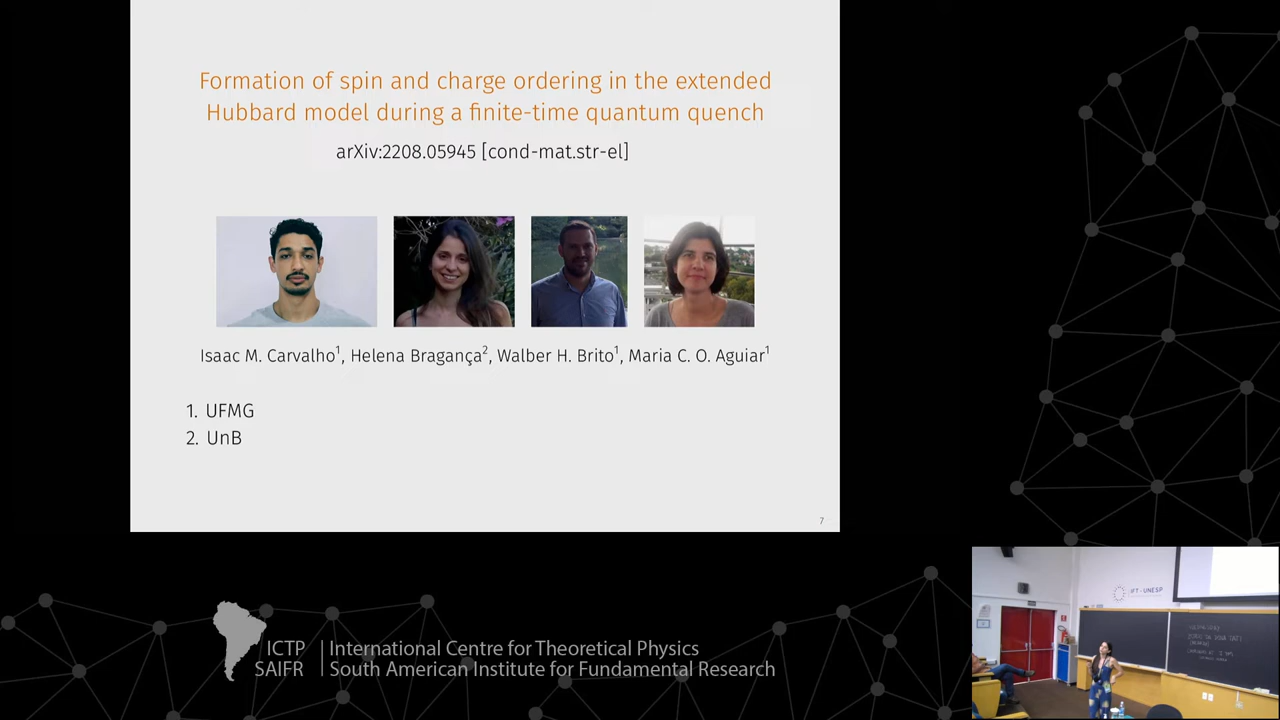 Formation of spin and charge ordering in the extended
Hubbard model during a finite-time quantum quench
arXiv:2208.05945 [cond-mat.str-el]
Isaac M. Carvalho¹, Helena Bragança², Walber H. Brito¹, Maria C. O. Aguiar¹
1. UFMG
2. UnB
7
ICTP | International Centre for Theoretical Physics
SAIFR | South American Institute for Fundamental Research
IFT - UNESP